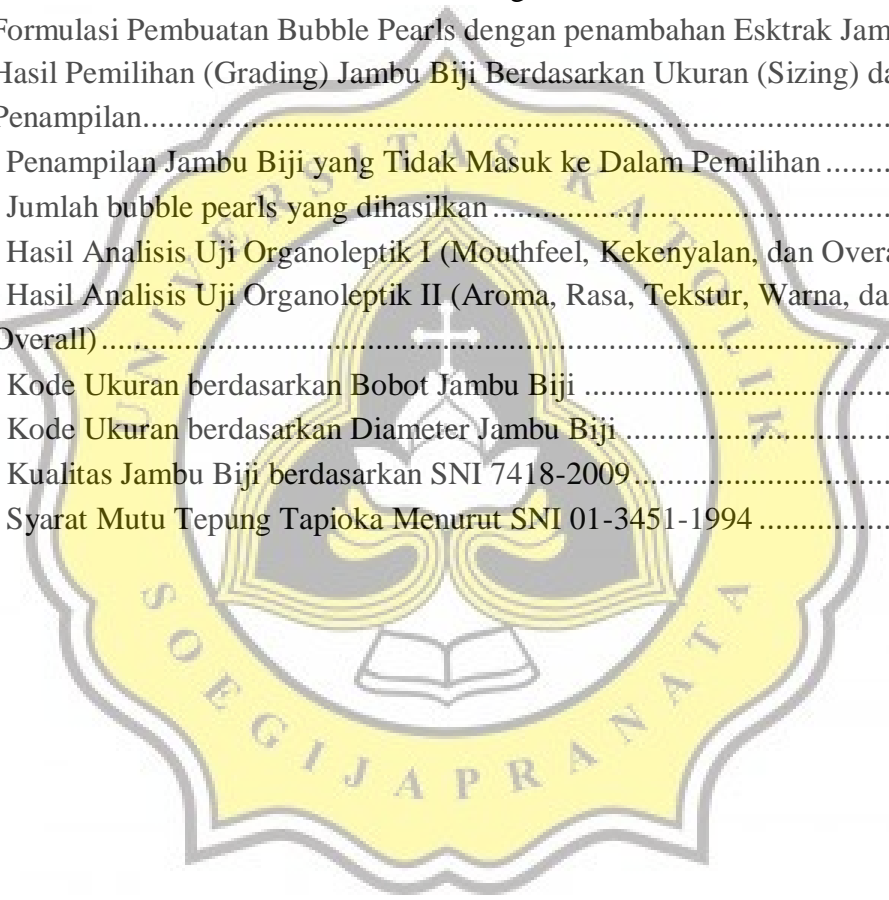 Formulasi Pembuatan Bubble Pearls dengan penambahan Esktrak Jam
Hasil Pemilihan (Grading) Jambu Biji Berdasarkan Ukuran (Sizing) da
Penampilan.......................................................................................
Penampilan Jambu Biji yang Tidak Masuk ke Dalam Pemilihan ..........
Jumlah bubble pearls yang dihasilkan ...................................................
Hasil Analisis Uji Organoleptik I (Mouthfeel, Kekenyalan, dan Overa
Hasil Analisis Uji Organoleptik II (Aroma, Rasa, Tekstur, Warna, da
Overall) ............................................................................................
Kode Ukuran berdasarkan Bobot Jambu Biji .......................................
Kode Ukuran berdasarkan Diameter Jambu Biji ..................................
Kualitas Jambu Biji berdasarkan SNI 7418-2009.................................
Syarat Mutu Tepung Tapioka Menurut SNI 01-3451-1994 .................
UNIVERSITAS KATOLIK
SOEGIJAPRANATA